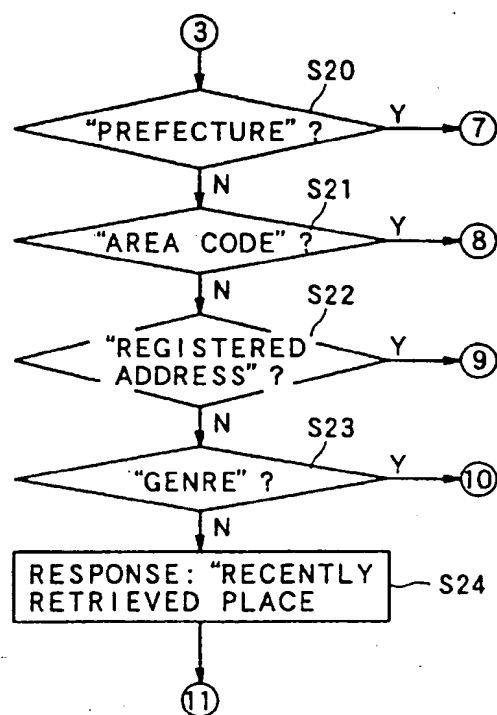 3
S20
"PREFECTURE" ?
Y
7
N
S21
"AREA CODE" ?
Y
8
N
S22
"REGISTERED
ADDRESS" ?
Y
9
N
S23
"GENRE" ?
Y
10
N
RESPONSE: "RECENTLY
RETRIEVED PLACE
S24
11